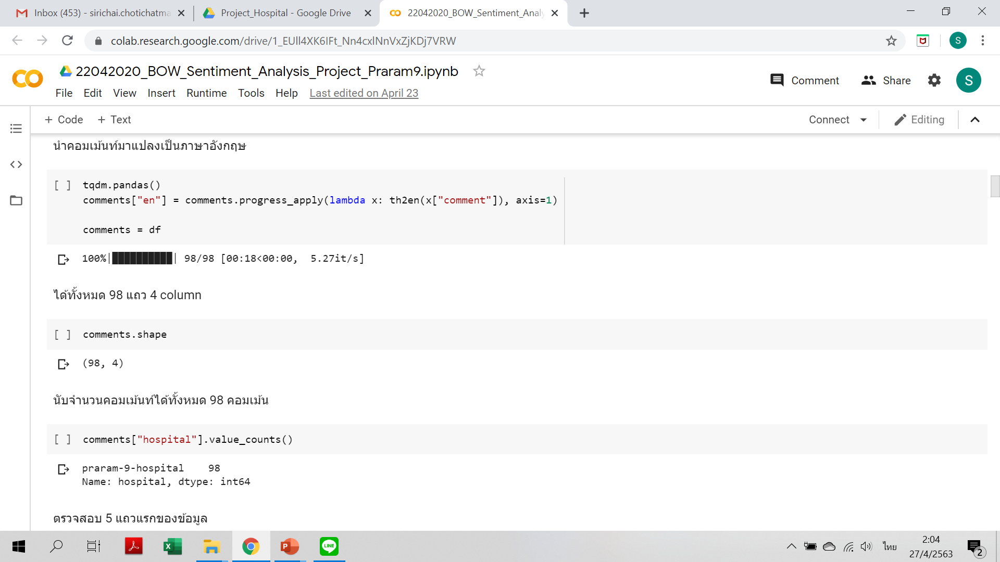 Inbox (453) - sirichai.chotichatma
Project_Hospital - Google Drive
22042020_BOW_Sentiment_Analy
colab.research.google.com/drive/1_EUll4XK6IFt_Nn4cxlNnVxZjKDj7VRW
S
22042020_BOW_Sentiment_Analysis_Project_Praram9.ipynb
Comment
Share
S
File Edit View Insert Runtime Tools Help Last edited on April 23
+ Code + Text
Connect
Editing
นำคอมเม้นท์มาแปลงเป็นภาษาอังกฤษ
[ ] tqdm.pandas()
comments["en"] = comments.progress_apply(lambda x: th2en(x["comment"]), axis=1)
comments = df
100%|██████████| 98/98 [00:18<00:00, 5.27it/s]
ได้ทั้งหมด 98 แถว 4 column
[ ] comments.shape
(98, 4)
นับจำนวนคอมเม้นท์ได้ทั้งหมด 98 คอมเม้น
[ ] comments["hospital"].value_counts()
praram-9-hospital 98
Name: hospital, dtype: int64
ตรวจสอบ 5 แถวแรกของข้อมูล
LINE
ไทย
2:04
27/4/2563
2